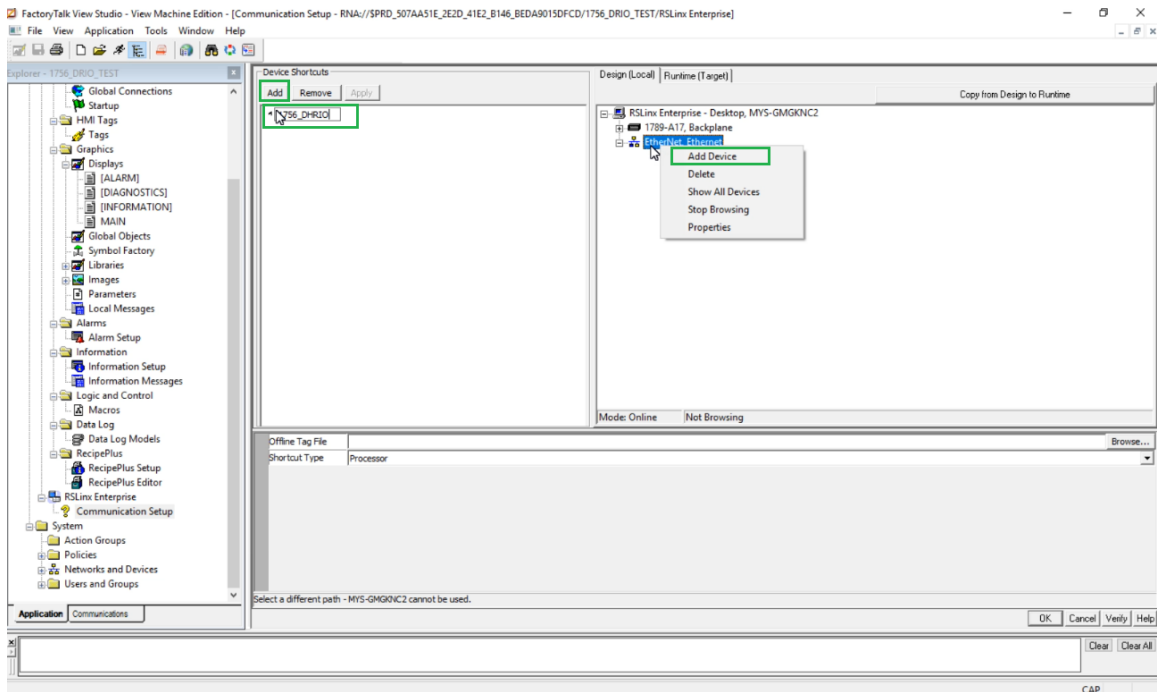 FactoryTalk View Studio - View Machine Edition - [Communication Setup - RNA://$PRD_507AA51E_2E2D_41E2_B146_BEDA9015DFCD/1756_DRIO_TEST/RSLinx Enterprise]
File View Application Tools Window Help
Explorer - 1756_DRIO_TEST
Global Connections
Startup
HMI Tags
Tags
Graphics
Displays
[ALARM]
[DIAGNOSTICS]
[INFORMATION]
MAIN
Global Objects
Symbol Factory
Libraries
Images
Parameters
Local Messages
Alarms
Alarm Setup
Information
Information Setup
Information Messages
Logic and Control
Macros
Data Log
Data Log Models
RecipePlus
RecipePlus Setup
RecipePlus Editor
RSLinx Enterprise
Communication Setup
System
Action Groups
Policies
Networks and Devices
Users and Groups
Application Communications
Device Shortcuts
Add Remove Apply
1756_DHRIO
Design (Local) Runtime (Target)
Copy from Design to Runtime
RSLinx Enterprise - Desktop, MYS-GMGKNC2
1789-A17, Backplane
EtherNet, Ethernet
Add Device
Delete
Show All Devices
Stop Browsing
Properties
Mode: Online Not Browsing
Offline Tag File Browse...
Shortcut Type Processor
Select a different path - MYS-GMGKNC2 cannot be used.
OK Cancel Verify Help
Clear Clear All
CAP